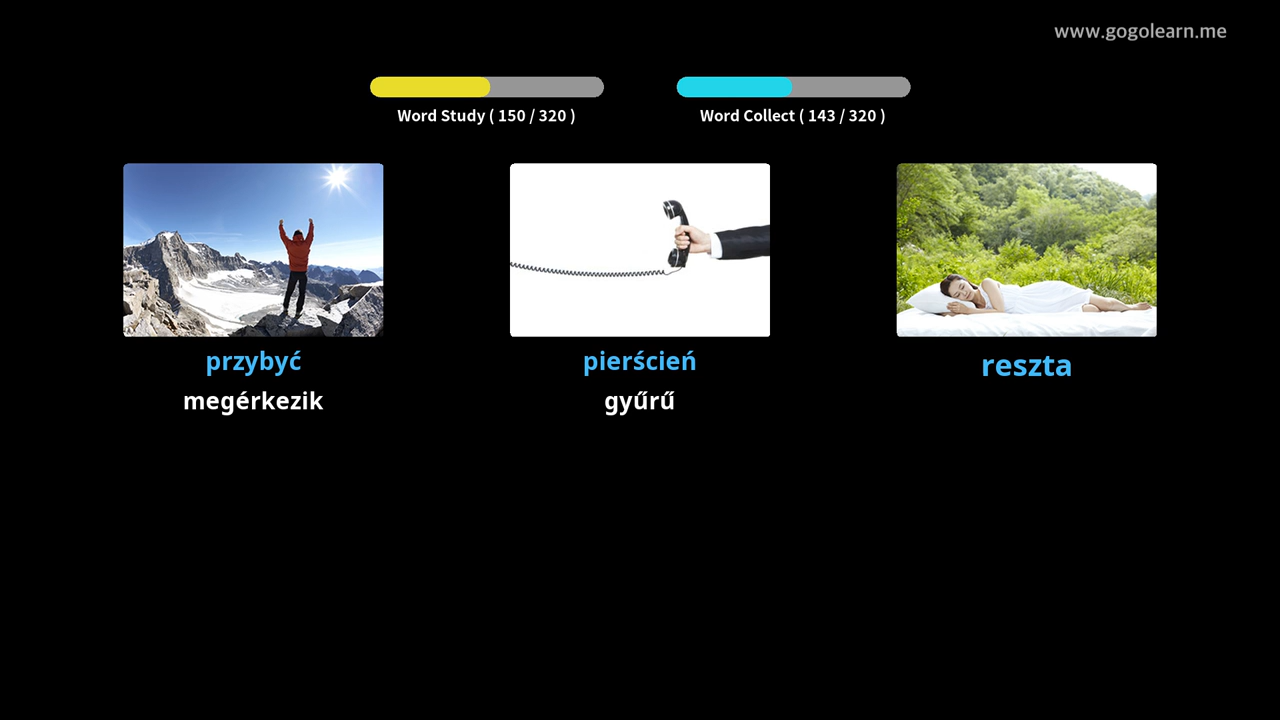 www.gogolearn.me
Word Study ( 150 / 320 )
Word Collect ( 143 / 320 )
przybyć
pierścień
reszta
megérkezik
gyűrű